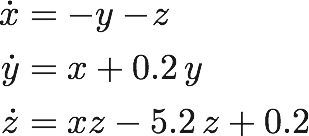 ẋ = −y − z
ẏ = x + 0.2 y
ż = xz − 5.2 z + 0.2